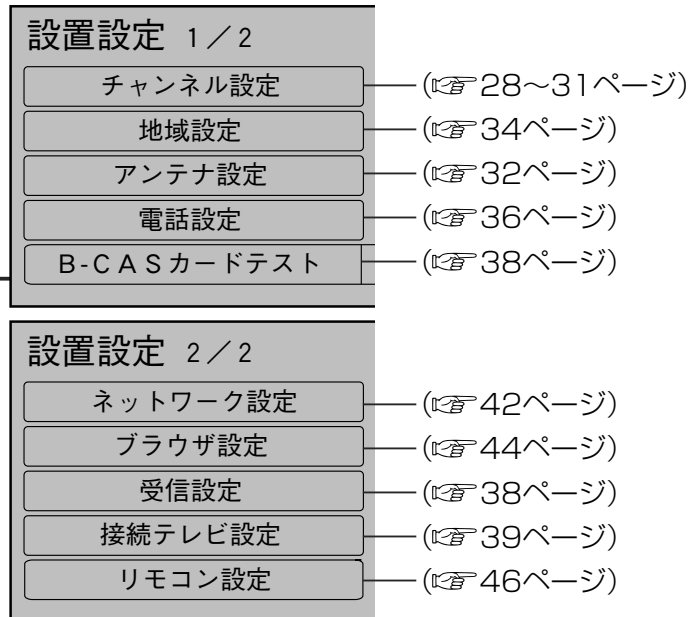 設置設定 1／2
チャンネル設定 (☞28～31ページ)
地域設定 (☞34ページ)
アンテナ設定 (☞32ページ)
電話設定 (☞36ページ)
B-CASカードテスト (☞38ページ)
設置設定 2／2
ネットワーク設定 (☞42ページ)
ブラウザ設定 (☞44ページ)
受信設定 (☞38ページ)
接続テレビ設定 (☞39ページ)
リモコン設定 (☞46ページ)